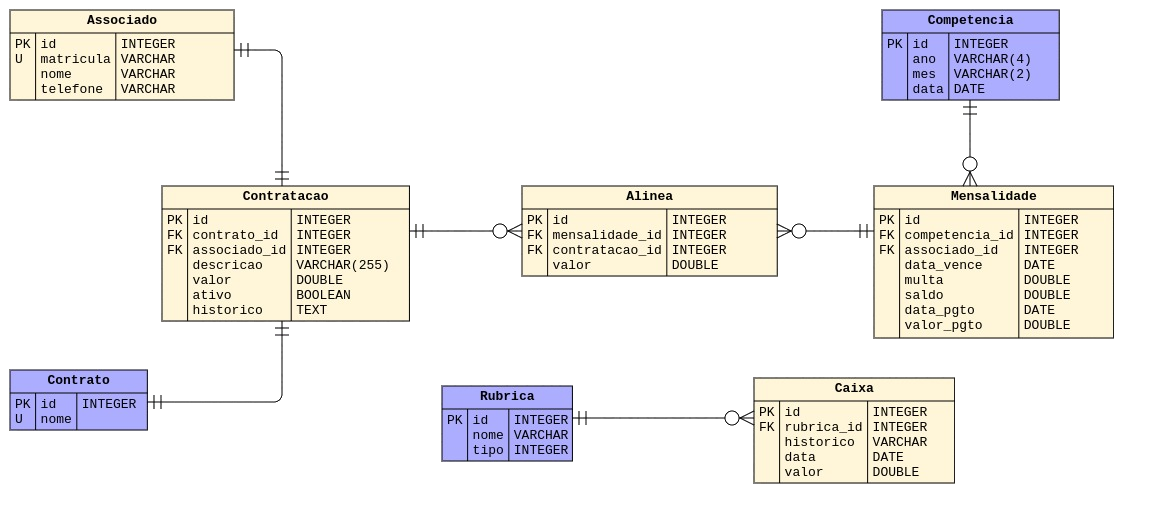 Associado
PK id INTEGER
U matricula VARCHAR
nome VARCHAR
telefone VARCHAR
Competencia
PK id INTEGER
ano VARCHAR(4)
mes VARCHAR(2)
data DATE
Contratacao
PK id INTEGER
FK contrato_id INTEGER
FK associado_id INTEGER
descricao VARCHAR(255)
valor DOUBLE
ativo BOOLEAN
historico TEXT
Alinea
PK id INTEGER
FK mensalidade_id INTEGER
FK contratacao_id INTEGER
valor DOUBLE
Mensalidade
PK id INTEGER
FK competencia_id INTEGER
FK associado_id INTEGER
data_vence DATE
multa DOUBLE
saldo DOUBLE
data_pgto DATE
valor_pgto DOUBLE
Contrato
PK id INTEGER
U nome
Rubrica
PK id INTEGER
nome VARCHAR
tipo INTEGER
Caixa
PK id INTEGER
FK rubrica_id INTEGER
historico VARCHAR
data DATE
valor DOUBLE